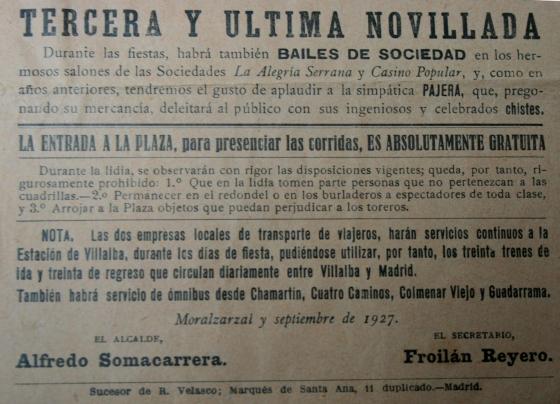 TERCERA Y ULTIMA NOVILLADA
Durante las fiestas, habrá también BAILES DE SOCIEDAD en los her-
mosos salones de las Sociedades La Alegría Serrana y Casino Popular, y, como en
años anteriores, tendremos el gusto de aplaudir a la simpática PAJERA, que, prego-
nando su mercancía, deleitará al público con sus ingeniosos y celebrados chistes.
LA ENTRADA A LA PLAZA, para presenciar las corridas, ES ABSOLUTAMENTE GRATUITA
Durante la lidia, se observarán con rigor las disposiciones vigentes; queda, por tanto, ri-
gurosamente prohibido: 1.º Que en la lidia tomen parte personas que no pertenezcan a las
cuadrillas.—2.º Permanecer en el redondel o en los burladeros a espectadores de toda clase,
y 3.º Arrojar a la Plaza objetos que puedan perjudicar a los toreros.
NOTA. Las dos empresas locales de transporte de viajeros, harán servicios continuos a la
Estación de Villalba, durante los días de fiesta, pudiéndose utilizar, por tanto, los treinta trenes de
ida y treinta de regreso que circulan diariamente entre Villalba y Madrid.
También habrá servicio de ómnibus desde Chamartín, Cuatro Caminos, Colmenar Viejo y Guadarrama.
Moralzarzal y septiembre de 1927.
EL ALCALDE,
Alfredo Somacarrera.
EL SECRETARIO,
Froilán Reyero.
Sucesor de R. Velasco; Marqués de Santa Ana, 11 duplicado.—Madrid.